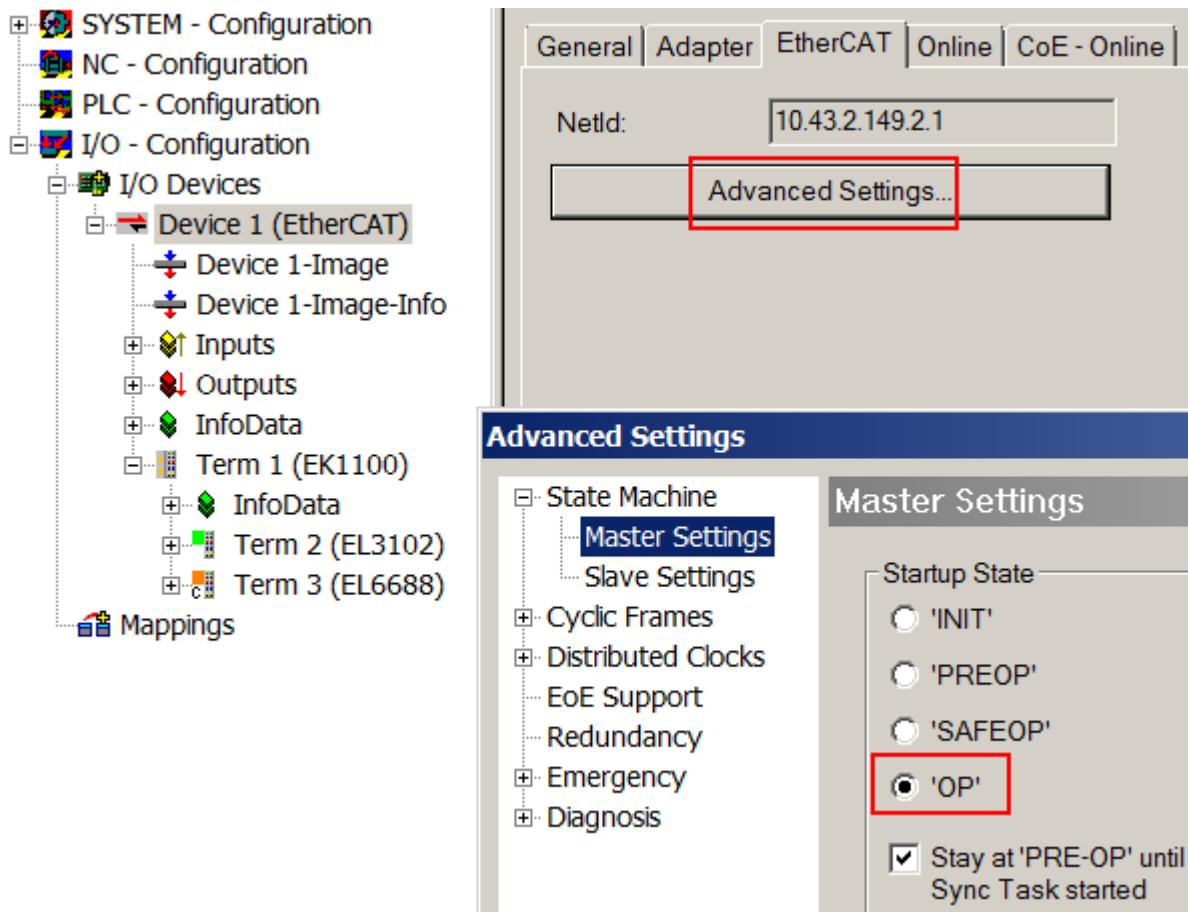 SYSTEM - Configuration
NC - Configuration
PLC - Configuration
I/O - Configuration
I/O Devices
Device 1 (EtherCAT)
Device 1-Image
Device 1-Image-Info
Inputs
Outputs
InfoData
Term 1 (EK1100)
InfoData
Term 2 (EL3102)
Term 3 (EL6688)
Mappings
General Adapter EtherCAT Online CoE - Online
NetId: 10.43.2.149.2.1
Advanced Settings...
Advanced Settings
State Machine
Master Settings
Slave Settings
Cyclic Frames
Distributed Clocks
EoE Support
Redundancy
Emergency
Diagnosis
Master Settings
Startup State
'INIT'
'PREOP'
'SAFEOP'
'OP'
Stay at 'PRE-OP' until
Sync Task started